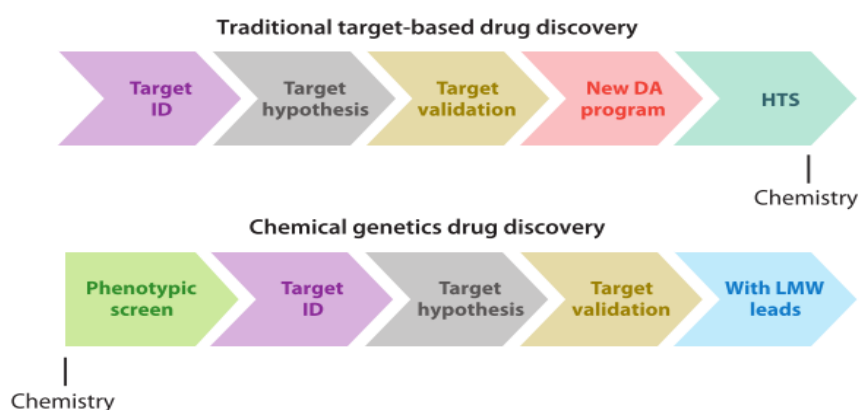 Traditional target-based drug discovery
Target
ID
Target
hypothesis
Target
validation
New DA
program
HTS
Chemistry
Chemical genetics drug discovery
Phenotypic
screen
Target
ID
Target
hypothesis
Target
validation
With LMW
leads
Chemistry